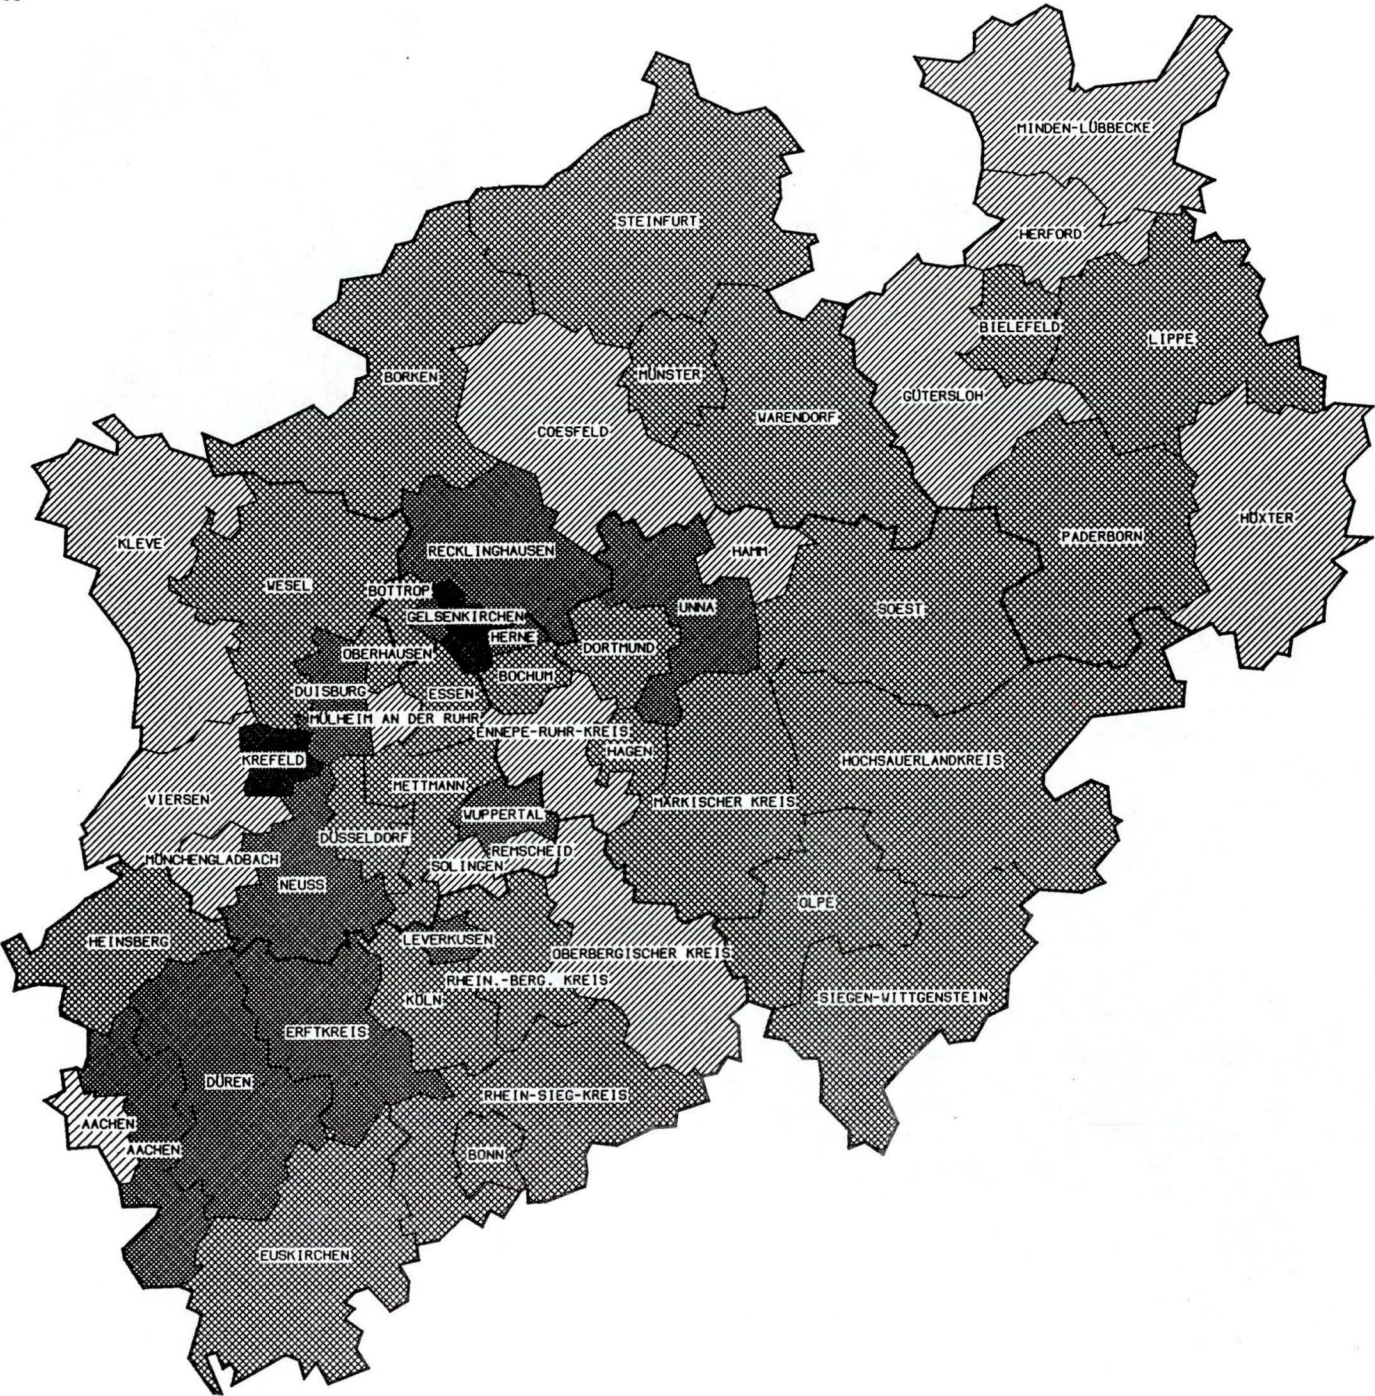 MINDEN-LÜBBECKE
STEINFURT
HERFORD
BIELEFELD
LIPPE
BORKEN
MÜNSTER
GÜTERSLOH
WARENDORF
COESFELD
HÖXTER
KLEVE
RECKLINGHAUSEN
HAMM
PADERBORN
WESEL
BOTTROP
UNNA
SOEST
GELSENKIRCHEN
HERNE
OBERHAUSEN
DORTMUND
BOCHUM
DUISBURG
ESSEN
MÜLHEIM AN DER RUHR
ENNEPE-RUHR-KREIS
HAGEN
KREFELD
HOCHSAUERLANDKREIS
METTMANN
VIERSEN
MÄRKISCHER KREIS
WUPPERTAL
DÜSSELDORF
REMSCHEID
MÖNCHENGLADBACH
SOLINGEN
NEUSS
OLPE
HEINSBERG
LEVERKUSEN
OBERBERGISCHER KREIS
RHEIN.-BERG. KREIS
KÖLN
SIEGEN-WITTGENSTEIN
ERFTKREIS
DÜREN
RHEIN-SIEG-KREIS
AACHEN
AACHEN
BONN
EUSKIRCHEN